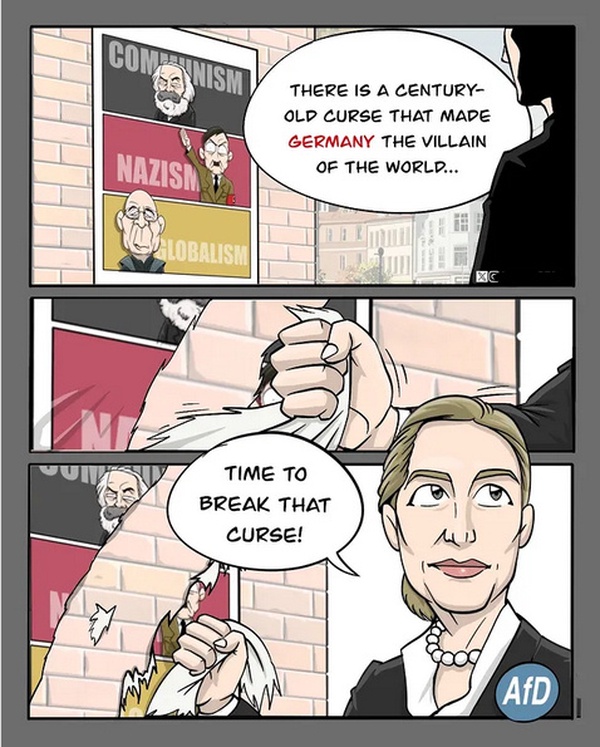 COMMUNISM
NAZISM
GLOBALISM
THERE IS A CENTURY-
OLD CURSE THAT MADE
GERMANY THE VILLAIN
OF THE WORLD...
TIME TO
BREAK THAT
CURSE!
AfD